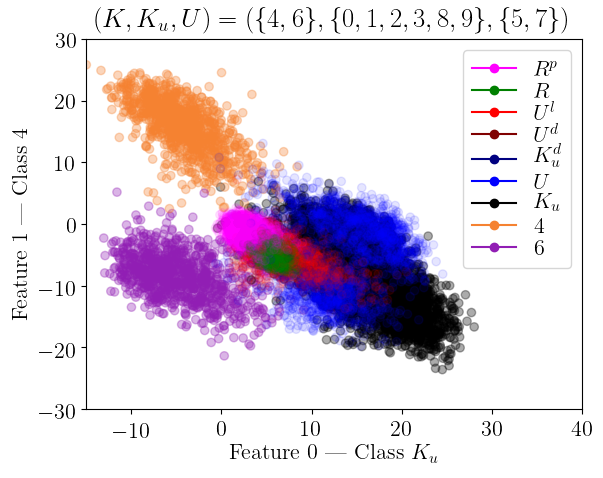 (K, K_u, U) = ({4, 6}, {0, 1, 2, 3, 8, 9}, {5, 7})
30
20
10
0
−10
−20
−30
Feature 1 — Class 4
R^p
R
U^l
U^d
K_u^d
U
K_u
4
6
−10
0
10
20
30
40
Feature 0 — Class K_u